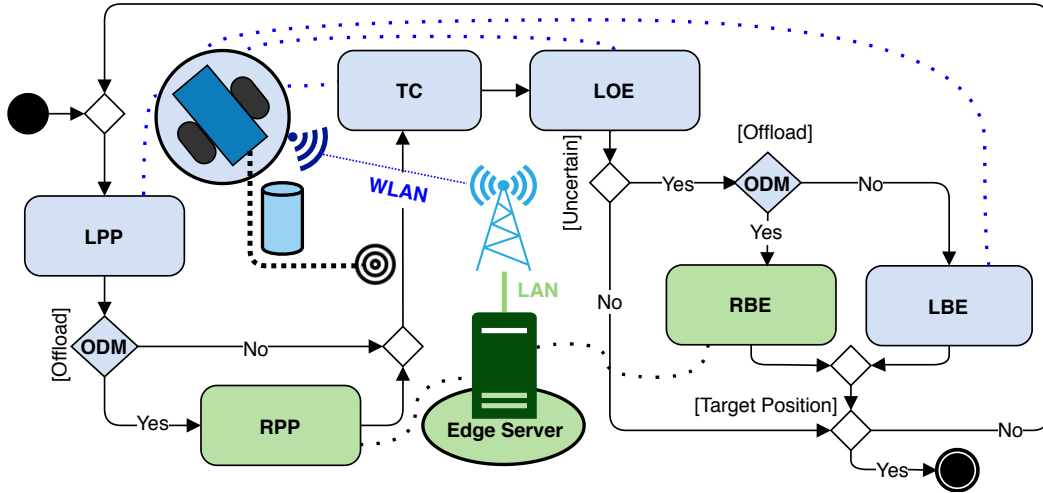 TC
LOE
[Offload]
[Uncertain]
WLAN
Yes
ODM
No
LPP
Yes
LAN
No
RBE
LBE
[Offload]
ODM
No
[Target Position]
Yes
RPP
Edge Server
No
Yes